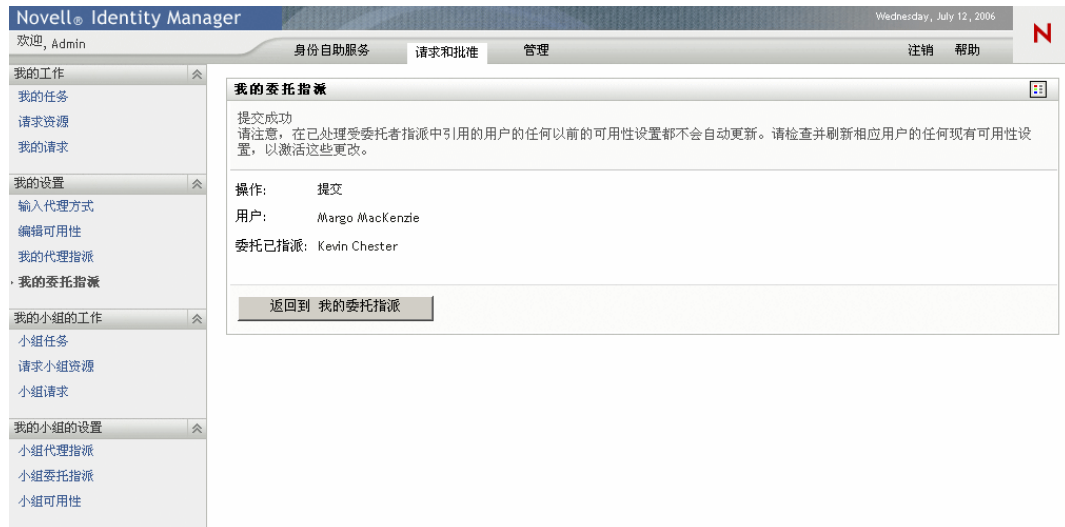 Novell® Identity Manager
Wednesday, July 12, 2006
N
欢迎, Admin
身份自助服务
请求和批准
管理
注销
帮助
我的工作
我的任务
请求资源
我的请求
我的设置
输入代理方式
编辑可用性
我的代理指派
我的委托指派
我的小组的工作
小组任务
请求小组资源
小组请求
我的小组的设置
小组代理指派
小组委托指派
小组可用性
我的委托指派
提交成功
请注意，在已处理受委托者指派中引用的用户的任何以前的可用性设置都不会自动更新。请检查并刷新相应用户的任何现有可用性设
置，以激活这些更改。
操作: 提交
用户: Margo MacKenzie
委托已指派: Kevin Chester
返回到 我的委托指派